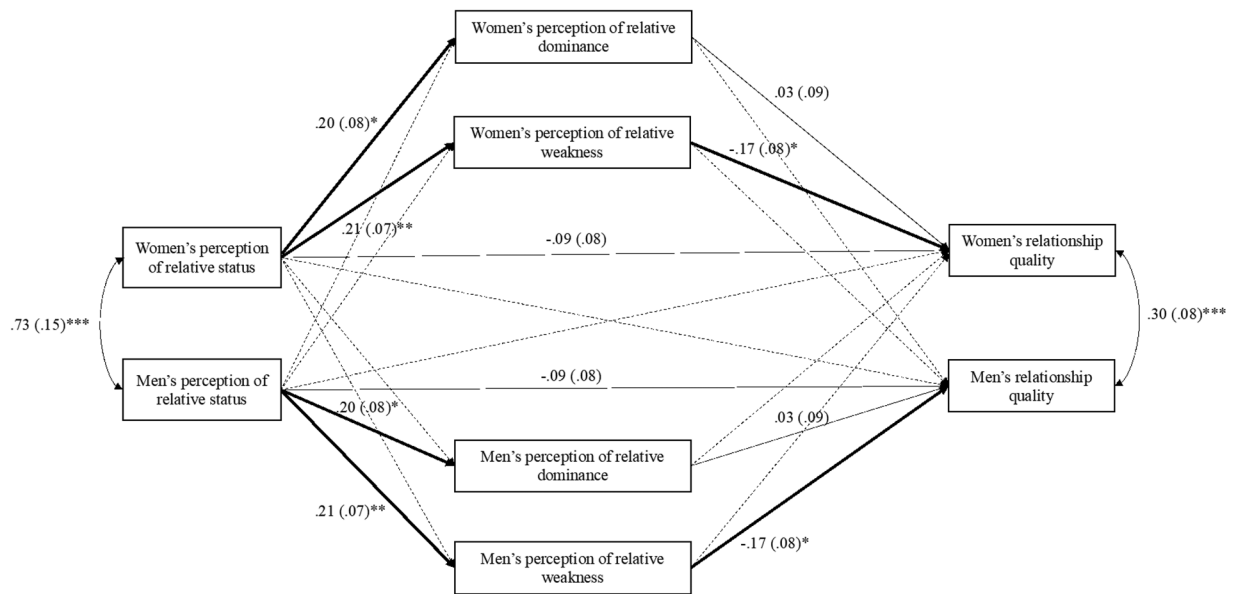 Women's perception of relative
dominance
.03 (.09)
.20 (.08)*
Women's perception of relative
weakness
-.17 (.08)*
.21 (.07)**
Women's perception
of relative status
-.09 (.08)
Women's relationship
quality
.73 (.15)***
.30 (.08)***
Men's perception of
relative status
-.09 (.08)
Men's relationship
quality
.20 (.08)*
.03 (.09)
Men's perception of relative
dominance
.21 (.07)**
-.17 (.08)*
Men's perception of relative
weakness